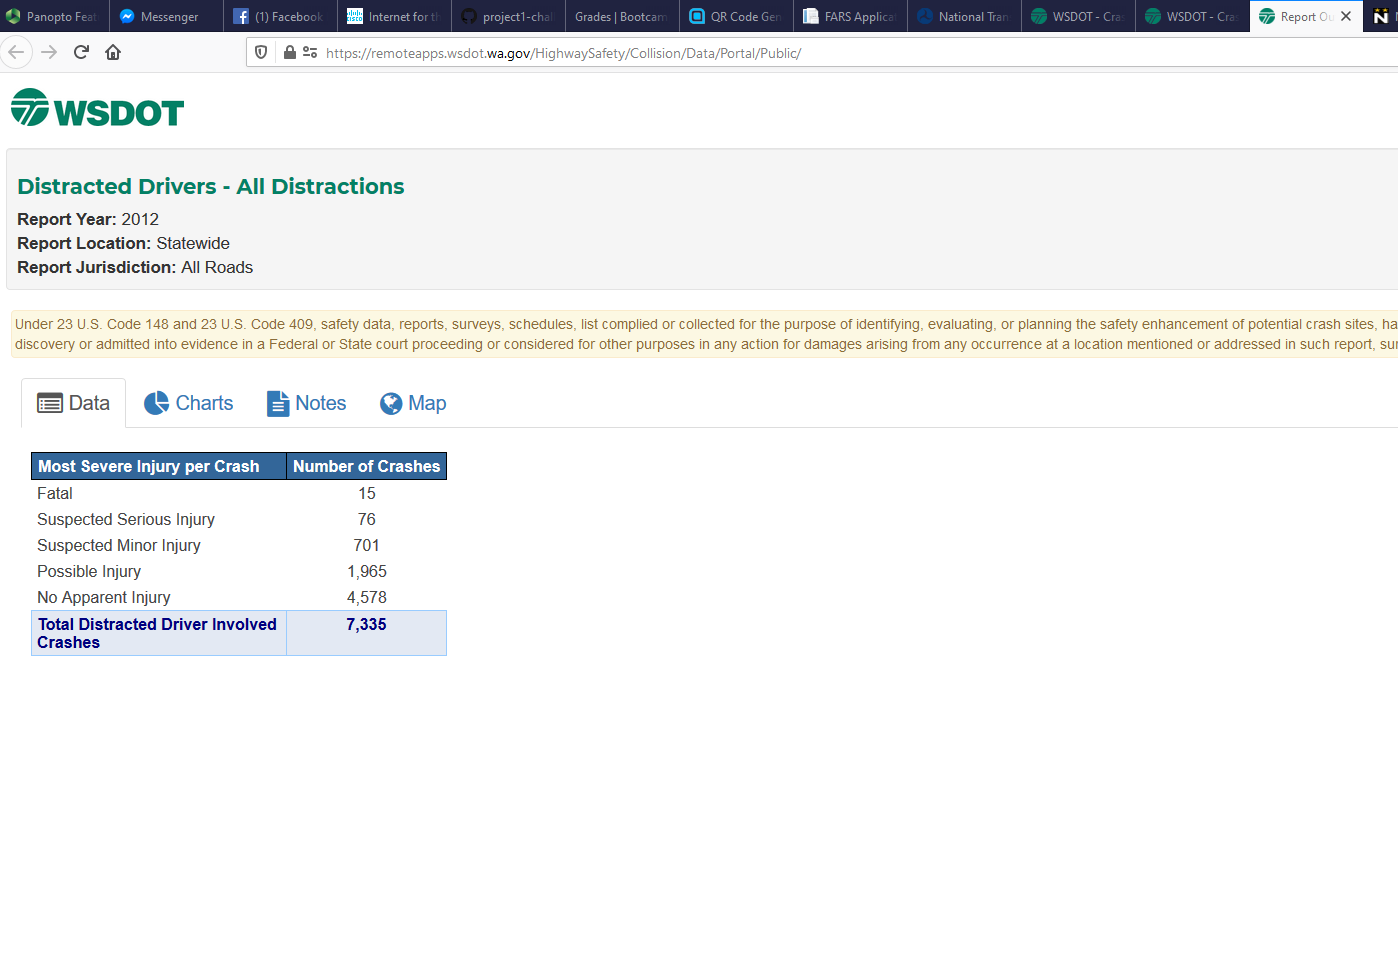 Panopto Feat
Messenger
(1) Facebook
Internet for th
project1-chal
Grades | Bootcam
QR Code Gen
FARS Applica
National Tran
WSDOT - Cras
WSDOT - Cras
Report Ou
https://remoteapps.wsdot.wa.gov/HighwaySafety/Collision/Data/Portal/Public/
WSDOT
Distracted Drivers - All Distractions
Report Year: 2012
Report Location: Statewide
Report Jurisdiction: All Roads
Under 23 U.S. Code 148 and 23 U.S. Code 409, safety data, reports, surveys, schedules, list complied or collected for the purpose of identifying, evaluating, or planning the safety enhancement of potential crash sites, ha
discovery or admitted into evidence in a Federal or State court proceeding or considered for other purposes in any action for damages arising from any occurrence at a location mentioned or addressed in such report, sur
Data Charts Notes Map
Most Severe Injury per Crash Number of Crashes
Fatal 15
Suspected Serious Injury 76
Suspected Minor Injury 701
Possible Injury 1,965
No Apparent Injury 4,578
Total Distracted Driver Involved 7,335
Crashes